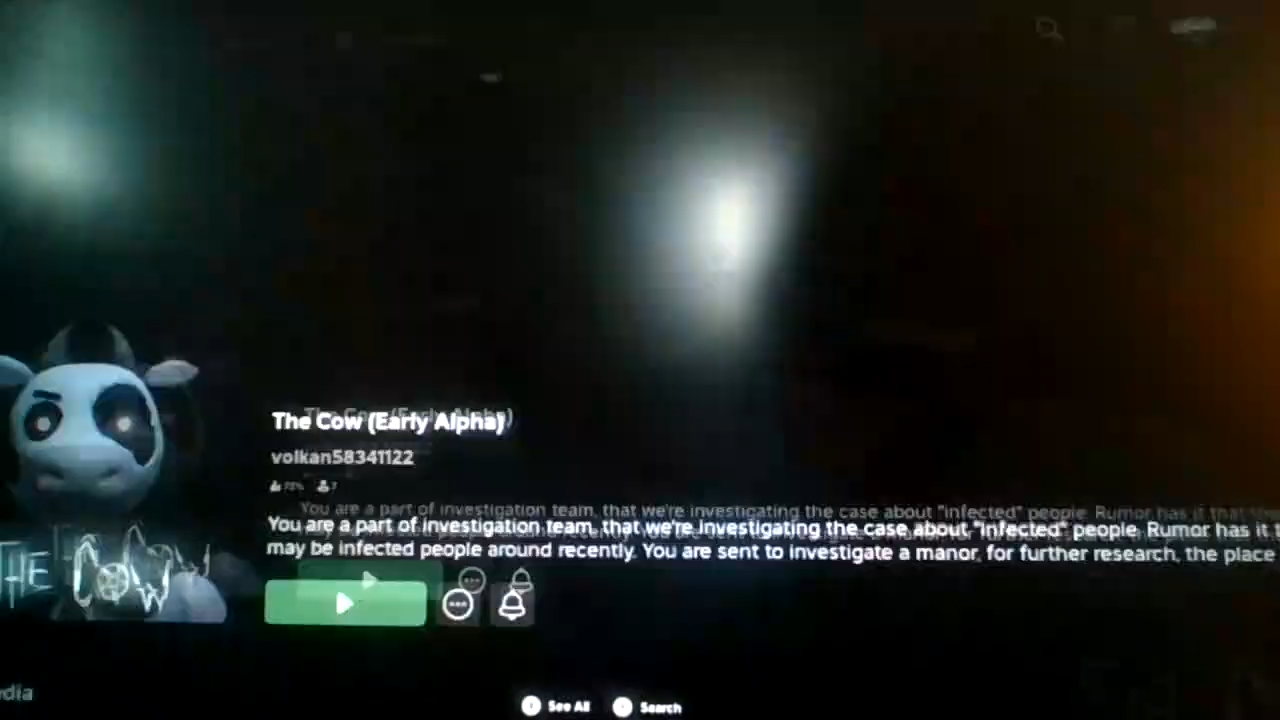 The Cow (Early Alpha)
volkan58341122
You are a part of investigation team, that we're investigating the case about "infected" people. Rumor has it
may be infected people around recently. You are sent to investigate a manor, for further research, the place
THE COW
See All
Search